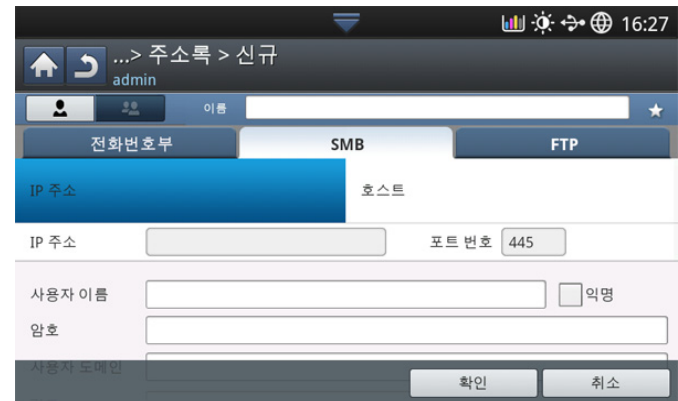 16:27
...> 주소록 > 신규
admin
이름
전화번호부 SMB FTP
IP 주소 호스트
IP 주소 포트 번호 445
사용자 이름 익명
암호
사용자 도메인
확인 취소